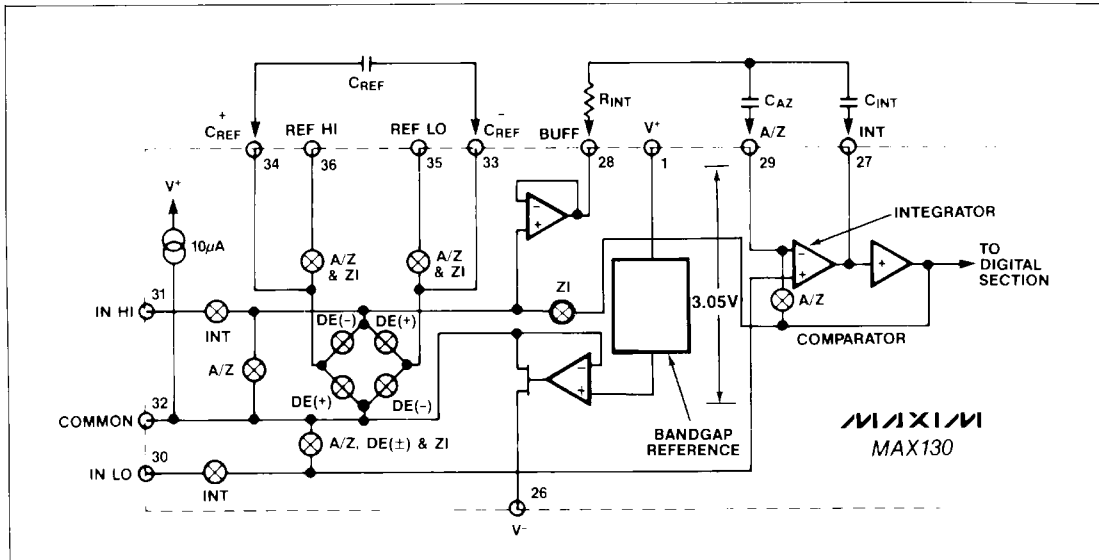 CREF
RINT
CAZ
CINT
+
CREF
REF HI
REF LO
CREF
-
BUFF
V+
A/Z
INT
34
36
35
33
28
1
29
27
V+
10µA
A/Z
& ZI
A/Z
& ZI
INTEGRATOR
-
+
-
+
+
TO
DIGITAL
SECTION
3.05V
ZI
A/Z
COMPARATOR
31
IN HI
INT
DE(-)
DE(+)
A/Z
DE(+)
DE(-)
-
+
32
COMMON
A/Z, DE(±) & ZI
BANDGAP
REFERENCE
MAXIM
MAX130
30
IN LO
INT
26
V-